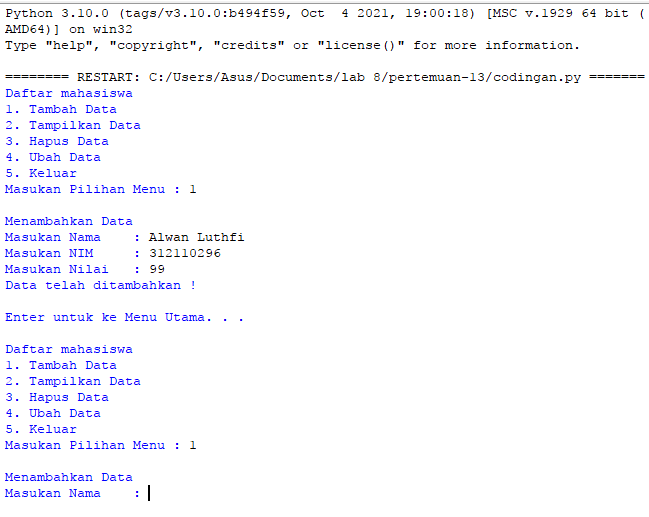 Python 3.10.0 (tags/v3.10.0:b494f59, Oct  4 2021, 19:00:18) [MSC v.1929 64 bit (
AMD64)] on win32
Type "help", "copyright", "credits" or "license()" for more information.

======== RESTART: C:/Users/Asus/Documents/lab 8/pertemuan-13/codingan.py =======
Daftar mahasiswa
1. Tambah Data
2. Tampilkan Data
3. Hapus Data
4. Ubah Data
5. Keluar
Masukan Pilihan Menu : 1

Menambahkan Data
Masukan Nama    : Alwan Luthfi
Masukan NIM     : 312110296
Masukan Nilai   : 99
Data telah ditambahkan !

Enter untuk ke Menu Utama. . .

Daftar mahasiswa
1. Tambah Data
2. Tampilkan Data
3. Hapus Data
4. Ubah Data
5. Keluar
Masukan Pilihan Menu : 1

Menambahkan Data
Masukan Nama    :